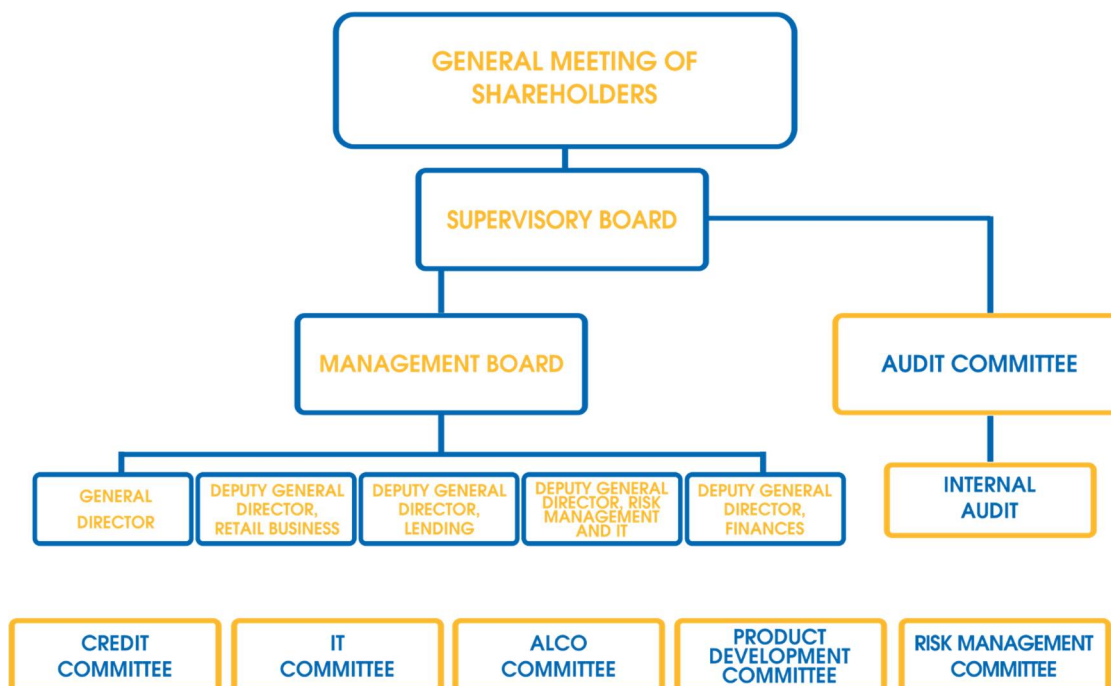 GENERAL MEETING OF
SHAREHOLDERS
SUPERVISORY BOARD
MANAGEMENT BOARD
AUDIT COMMITTEE
GENERAL
DIRECTOR
DEPUTY GENERAL
DIRECTOR,
RETAIL BUSINESS
DEPUTY GENERAL
DIRECTOR,
LENDING
DEPUTY GENERAL
DIRECTOR, RISK
MANAGEMENT
AND IT
DEPUTY GENERAL
DIRECTOR,
FINANCES
INTERNAL
AUDIT
CREDIT
COMMITTEE
IT
COMMITTEE
ALCO
COMMITTEE
PRODUCT
DEVELOPMENT
COMMITTEE
RISK MANAGEMENT
COMMITTEE